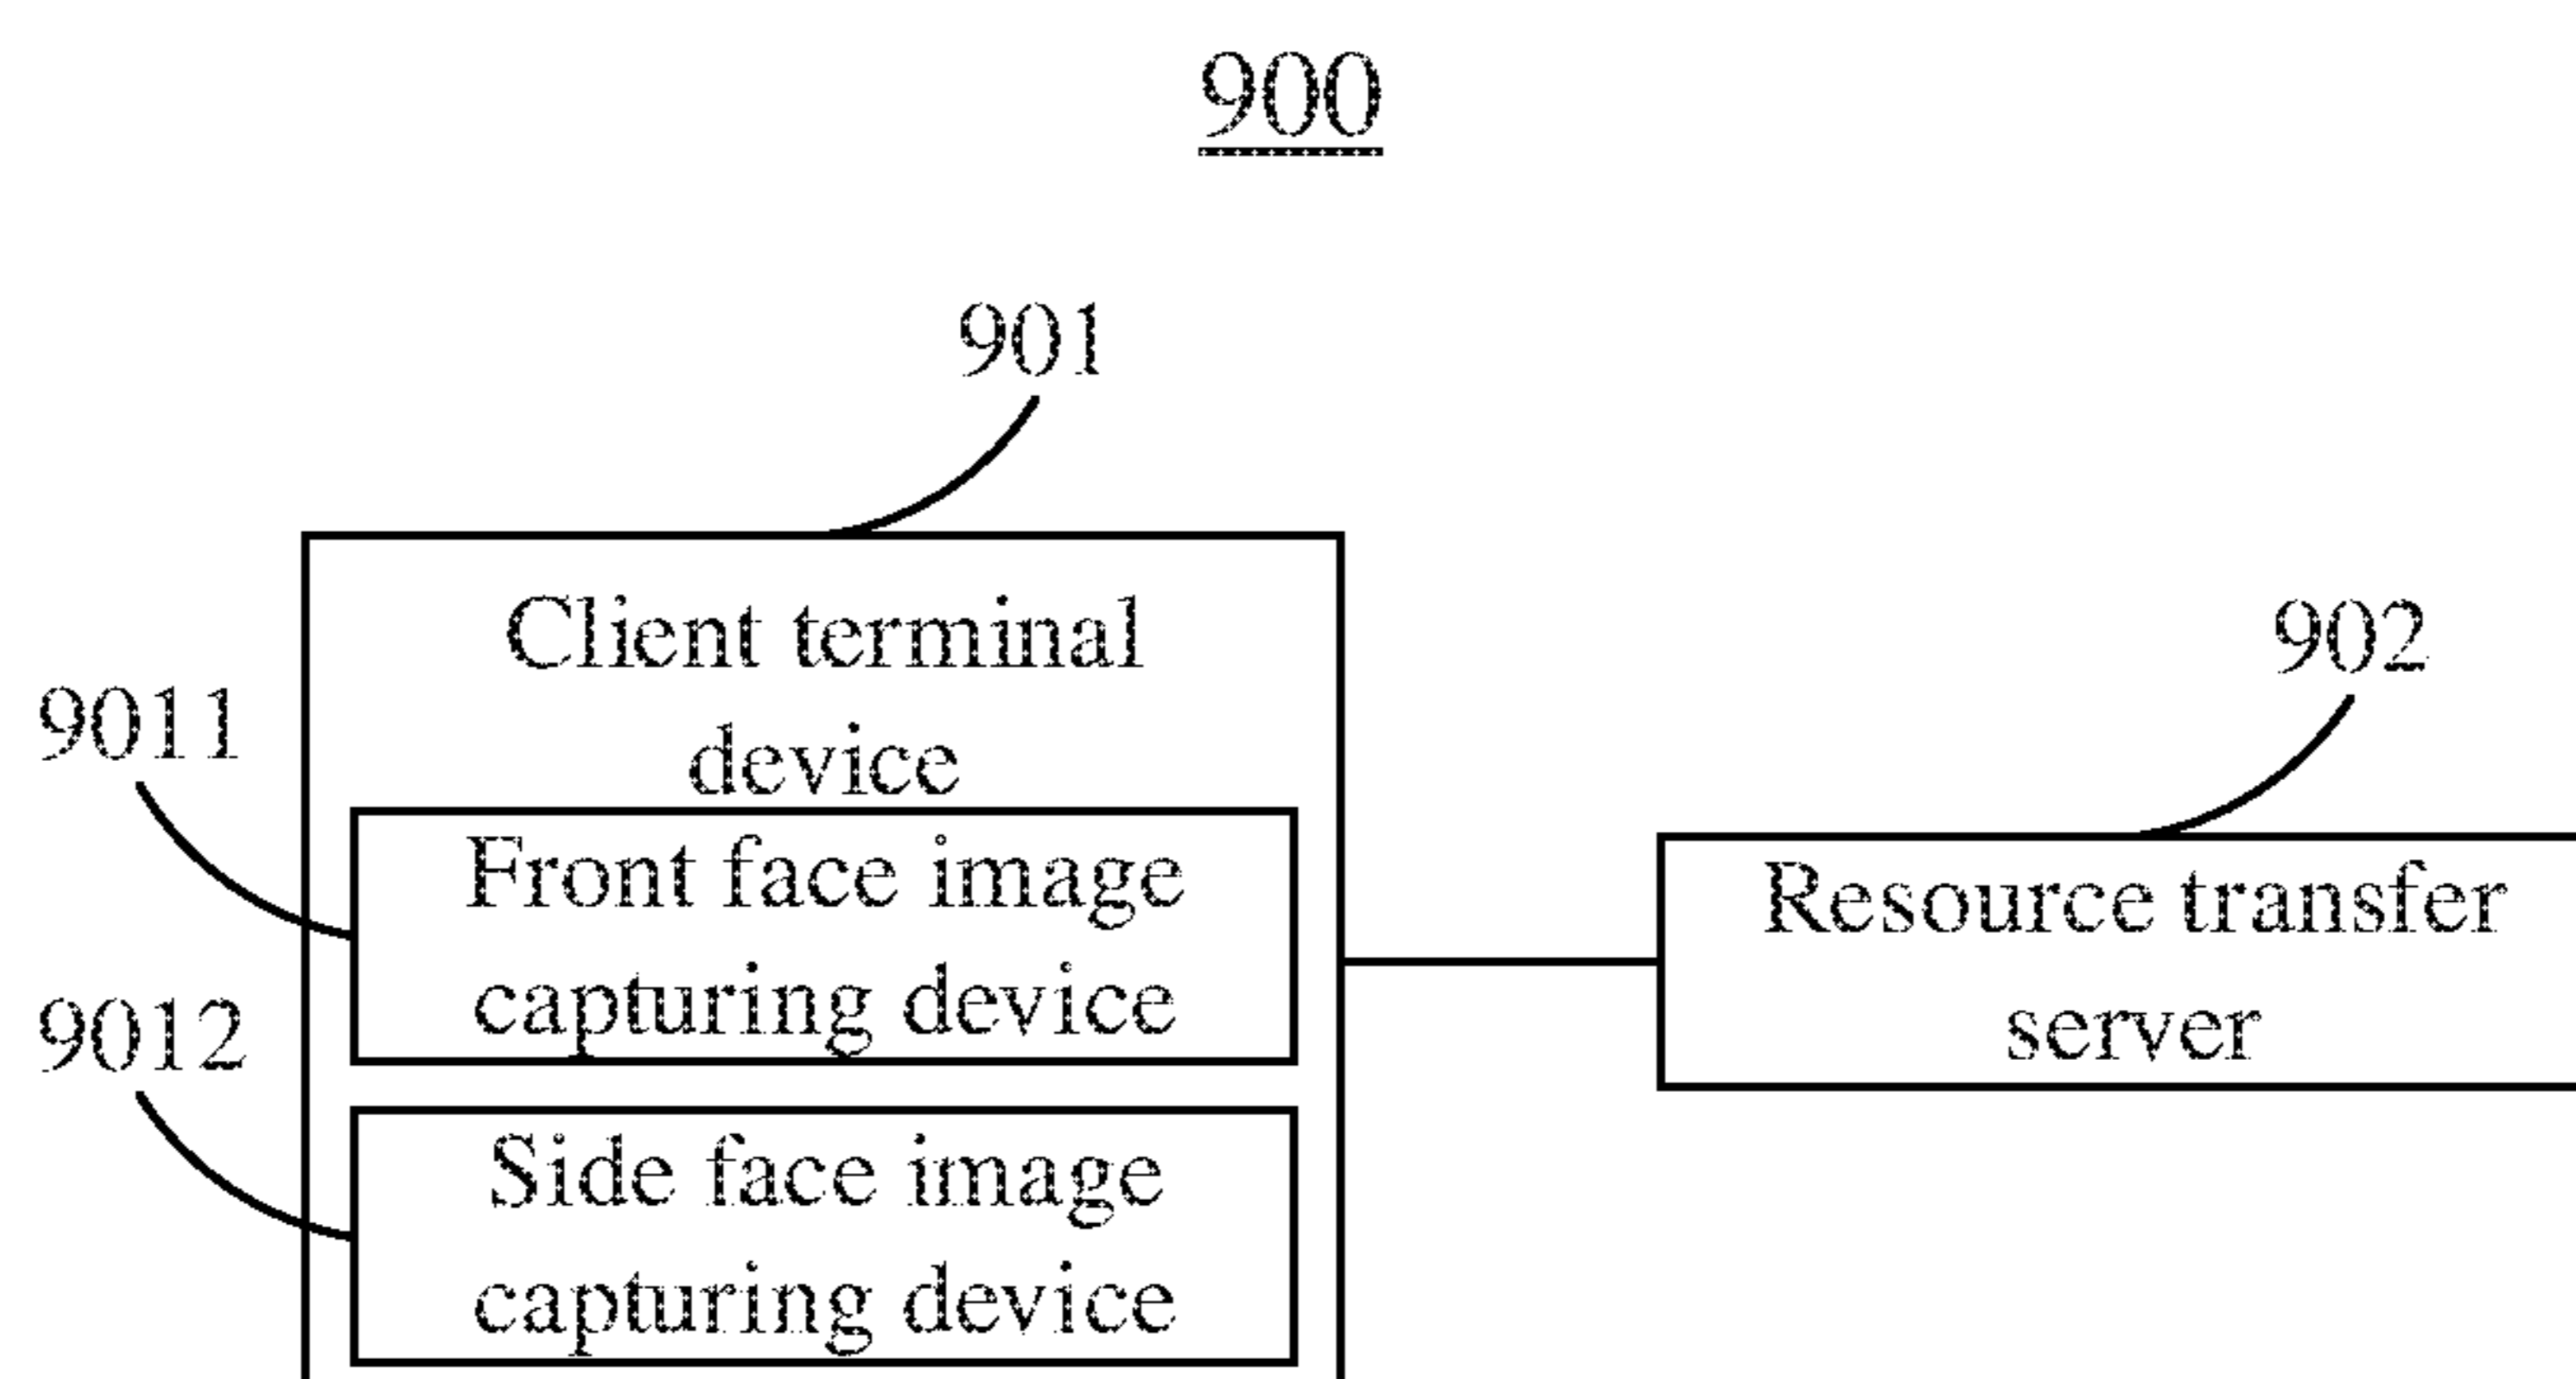 900
901
Client terminal
device
902
9011
Front face image
capturing device
Resource transfer
server
9012
Side face image
capturing device